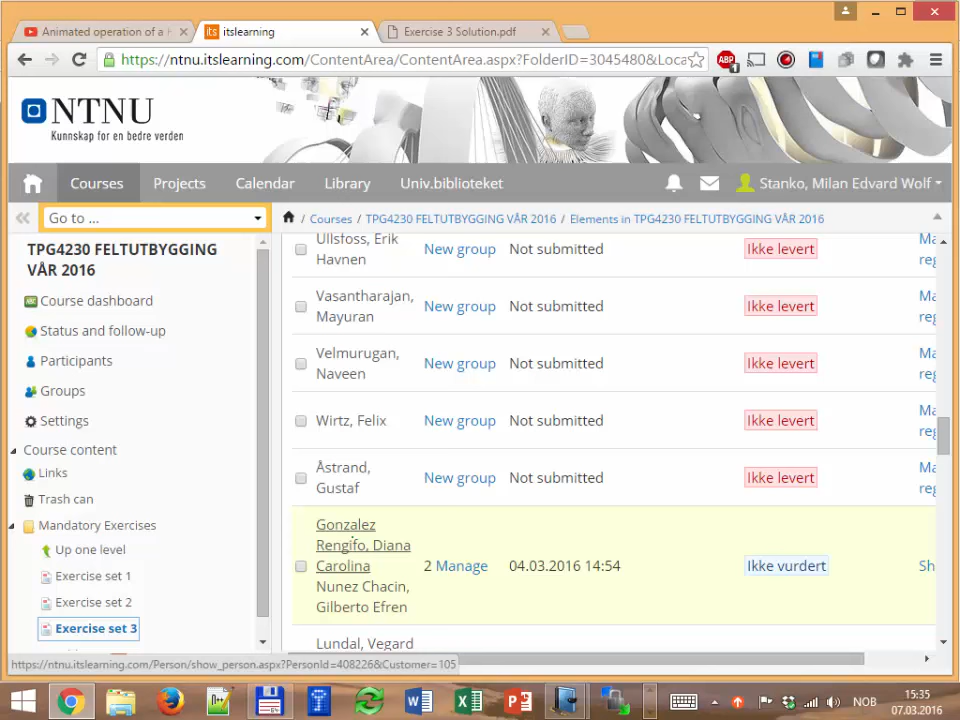 Animated operation of a H
its itslearning
Exercise 3 Solution.pdf
https://ntnu.itslearning.com/ContentArea/ContentArea.aspx?FolderID=3045480&Loca
ABP
1
NTNU
Kunnskap for en bedre verden
Courses Projects Calendar Library Univ.biblioteket Stanko, Milan Edvard Wolf
Go to ...
Courses / TPG4230 FELTUTBYGGING VÅR 2016 / Elements in TPG4230 FELTUTBYGGING VÅR 2016
TPG4230 FELTUTBYGGING
VÅR 2016
Course dashboard
Status and follow-up
Participants
Groups
Settings
Course content
Links
Trash can
Mandatory Exercises
Up one level
Exercise set 1
Exercise set 2
Exercise set 3
Ullsfoss, Erik
Havnen
New group Not submitted Ikke levert
Vasantharajan,
Mayuran
New group Not submitted Ikke levert
Velmurugan,
Naveen
New group Not submitted Ikke levert
Wirtz, Felix New group Not submitted Ikke levert
Åstrand,
Gustaf
New group Not submitted Ikke levert
Gonzalez
Rengifo, Diana
Carolina
Nunez Chacin,
Gilberto Efren
2 Manage 04.03.2016 14:54 Ikke vurdert Sh
Lundal, Vegard
https://ntnu.itslearning.com/Person/show_person.aspx?PersonId=408226&Customer=105
NOB
15:35
07.03.2016